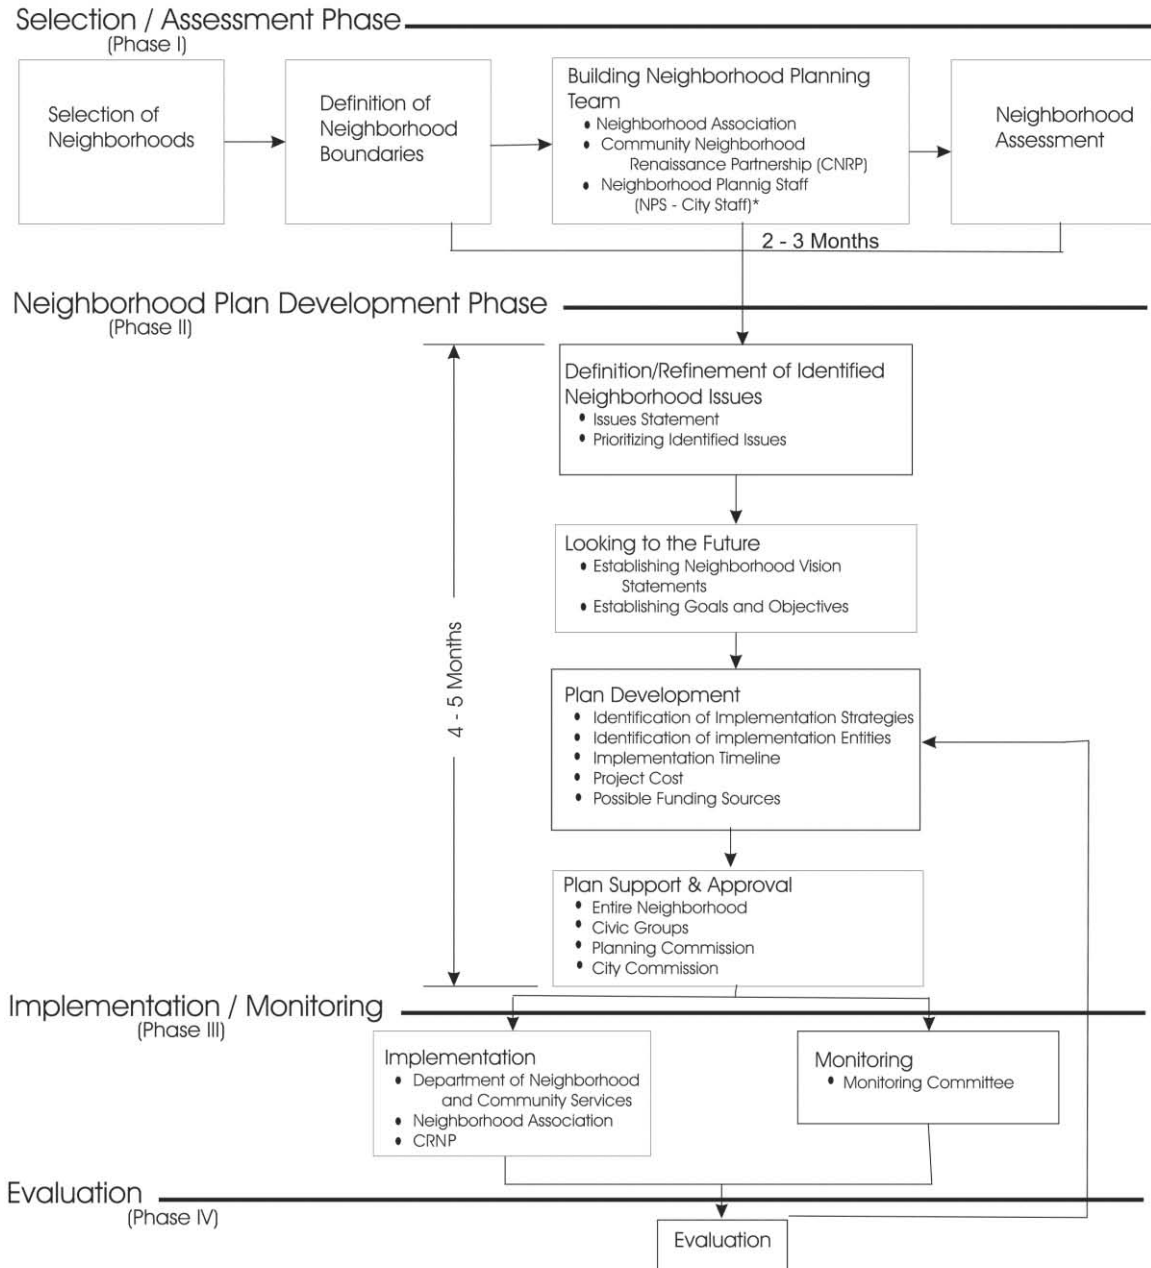 Selection / Assessment Phase
(Phase I)
Selection of
Neighborhoods
Definition of
Neighborhood
Boundaries
Building Neighborhood Planning
Team
• Neighborhood Association
• Community Neighborhood
Renaissance Partnership (CNRP)
• Neighborhood Plannig Staff
(NPS - City Staff)*
Neighborhood
Assessment
2 - 3 Months
Neighborhood Plan Development Phase
(Phase II)
4 - 5 Months
Definition/Refinement of Identified
Neighborhood Issues
• Issues Statement
• Prioritizing Identified Issues
Looking to the Future
• Establishing Neighborhood Vision
Statements
• Establishing Goals and Objectives
Plan Development
• Identification of Implementation Strategies
• Identification of implementation Entities
• Implementation Timeline
• Project Cost
• Possible Funding Sources
Plan Support & Approval
• Entire Neighborhood
• Civic Groups
• Planning Commission
• City Commission
Implementation / Monitoring
(Phase III)
Implementation
• Department of Neighborhood
and Community Services
• Neighborhood Association
• CRNP
Monitoring
• Monitoring Committee
Evaluation
(Phase IV)
Evaluation